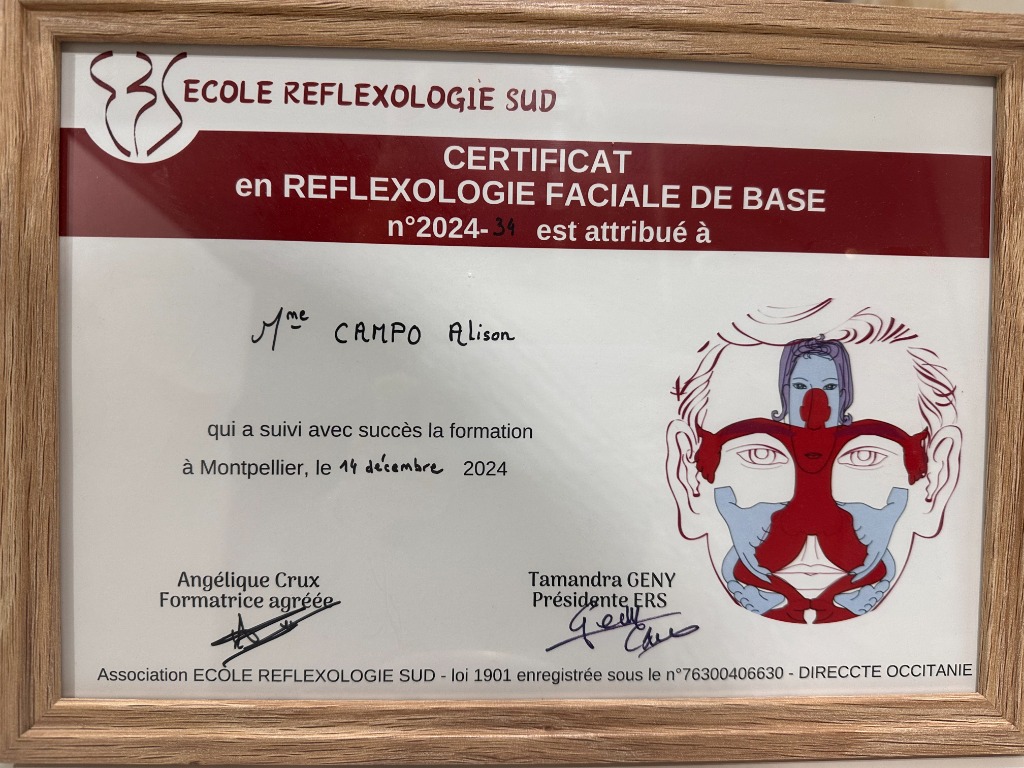 ECOLE REFLEXOLOGIE SUD
CERTIFICAT
en REFLEXOLOGIE FACIALE DE BASE
n°2024-34 est attribué à
Mme CAMPO Alison
qui a suivi avec succès la formation
à Montpellier, le 14 décembre 2024
Angélique Crux
Formatrice agréée
Tamandra GENY
Présidente ERS
Association ECOLE REFLEXOLOGIE SUD - loi 1901 enregistrée sous le n°76300406630 - DIRECCTE OCCITANIE